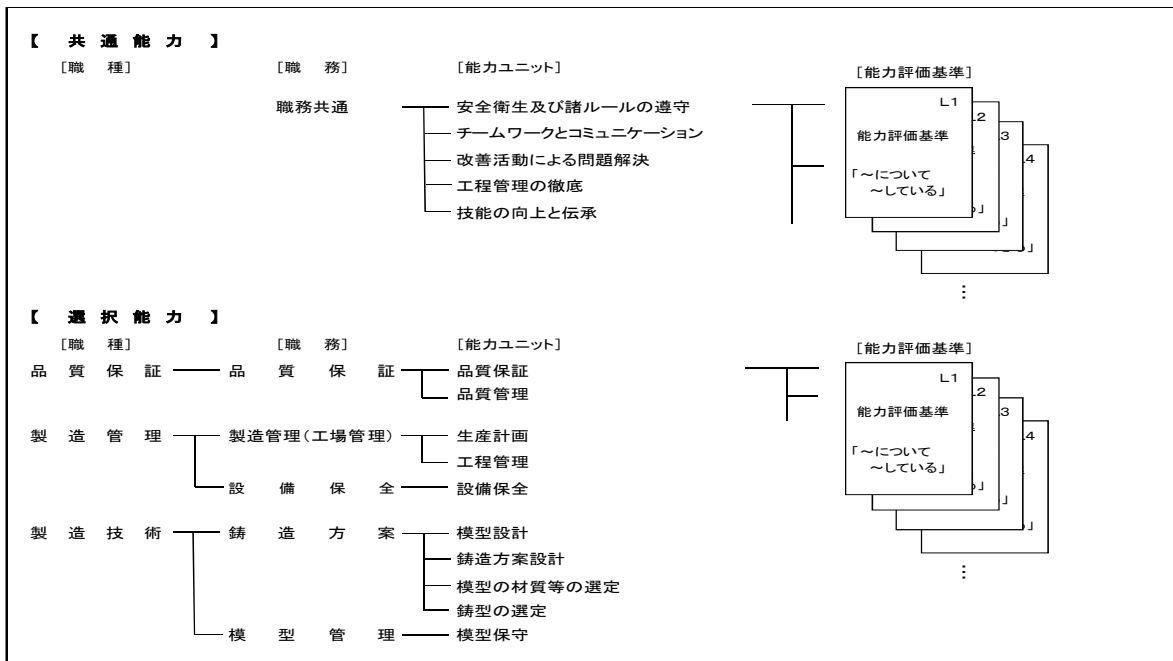 【 共 通 能 力 】
[職 種] [職 務] [能力ユニット] [能力評価基準]
職務共通 安全衛生及び諸ルールの遵守
チームワークとコミュニケーション
改善活動による問題解決
工程管理の徹底
技能の向上と伝承
L1
能力評価基準
「～について
～している」
L2
3
L4
…
【 選 択 能 力 】
[職 種] [職 務] [能力ユニット] [能力評価基準]
品 質 保 証 品 質 保 証 品質保証
品質管理
製 造 管 理 製造管理（工場管理） 生産計画
工程管理
設 備 保 全 設備保全
製 造 技 術 鋳 造 方 案 模型設計
鋳造方案設計
模型の材質等の選定
鋳型の選定
模 型 管 理 模型保守
L1
能力評価基準
「～について
～している」
L2
3
L4
…